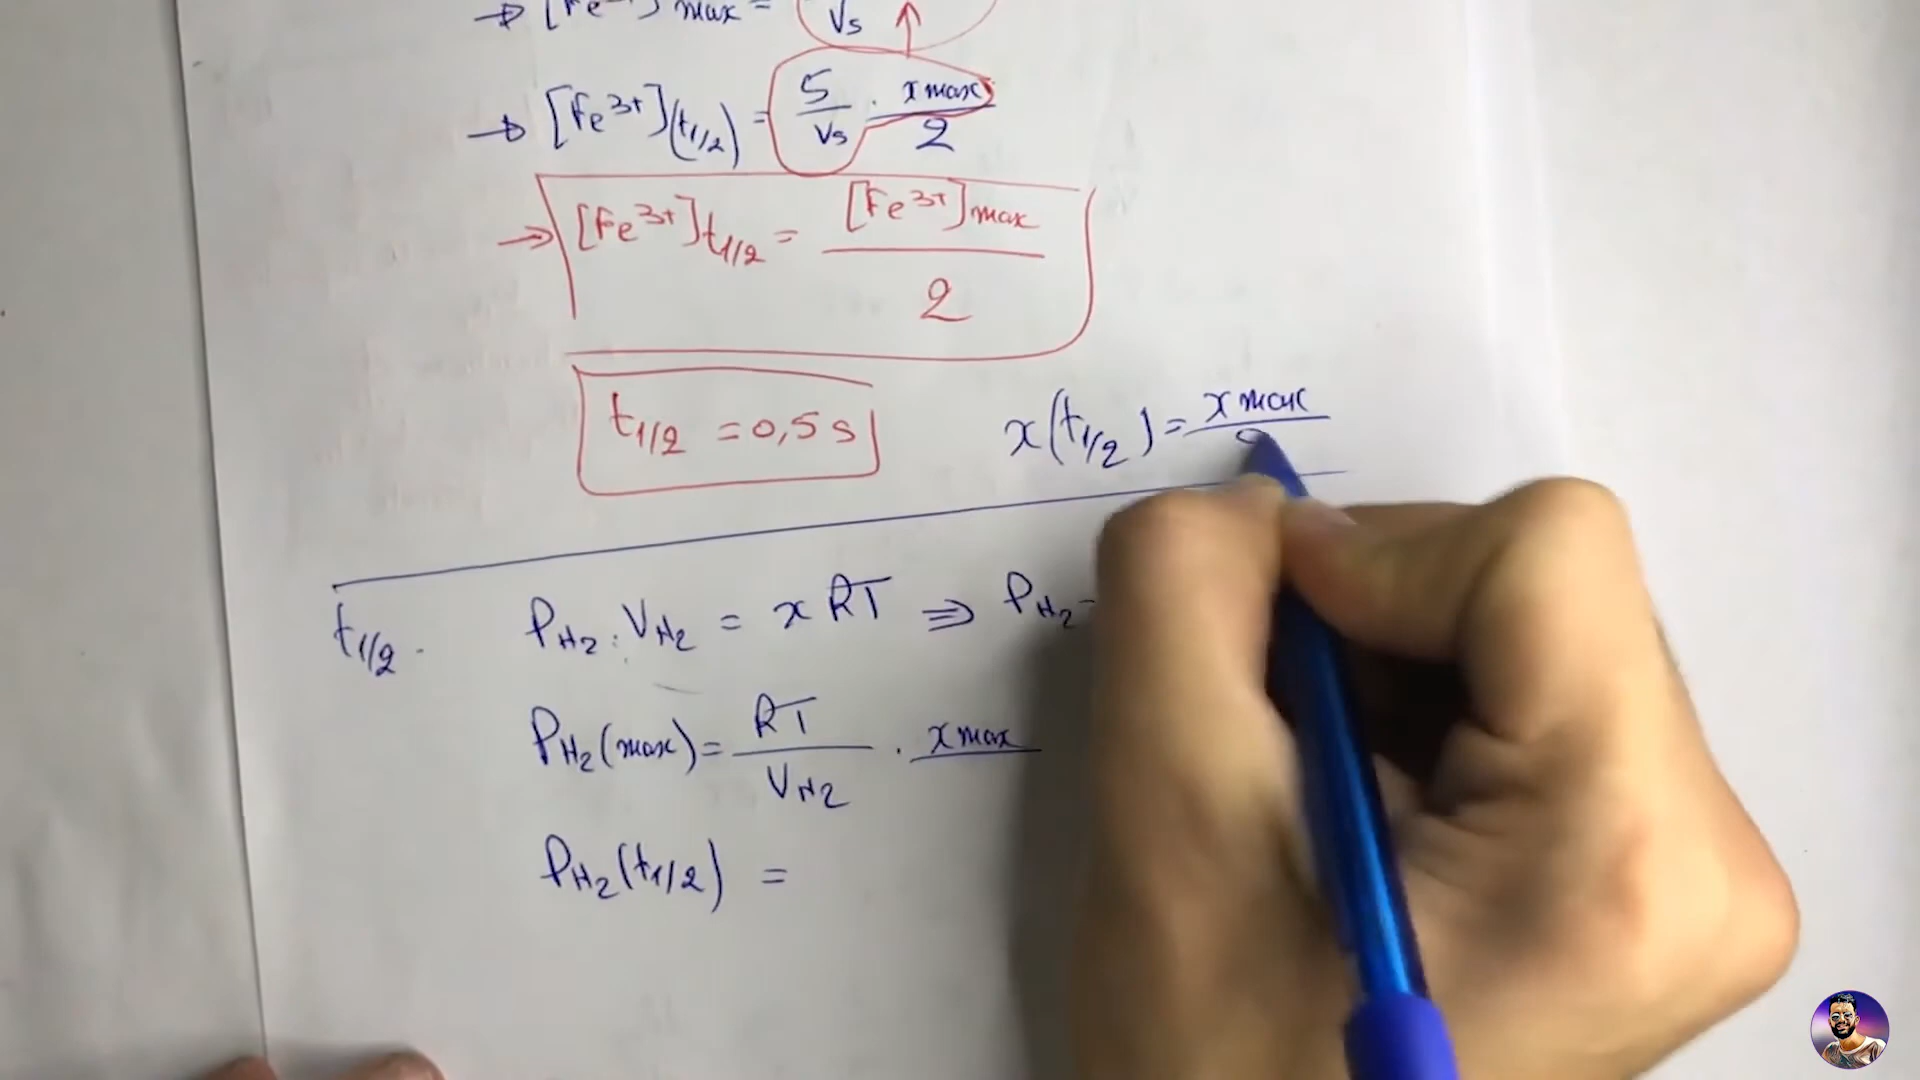 → [Fe³⁺] max =
Vs
→ [Fe³⁺](t1/2) = 5/Vs · xmax/2
→ [Fe³⁺]t1/2 = [Fe³⁺]max/2
t1/2 = 0,5 s
x(t1/2) = xmax/2
t1/2 . PH2 . VH2 = x RT ⇒ PH2 =
PH2(max) = RT/VH2 · xmax
PH2(t1/2) =